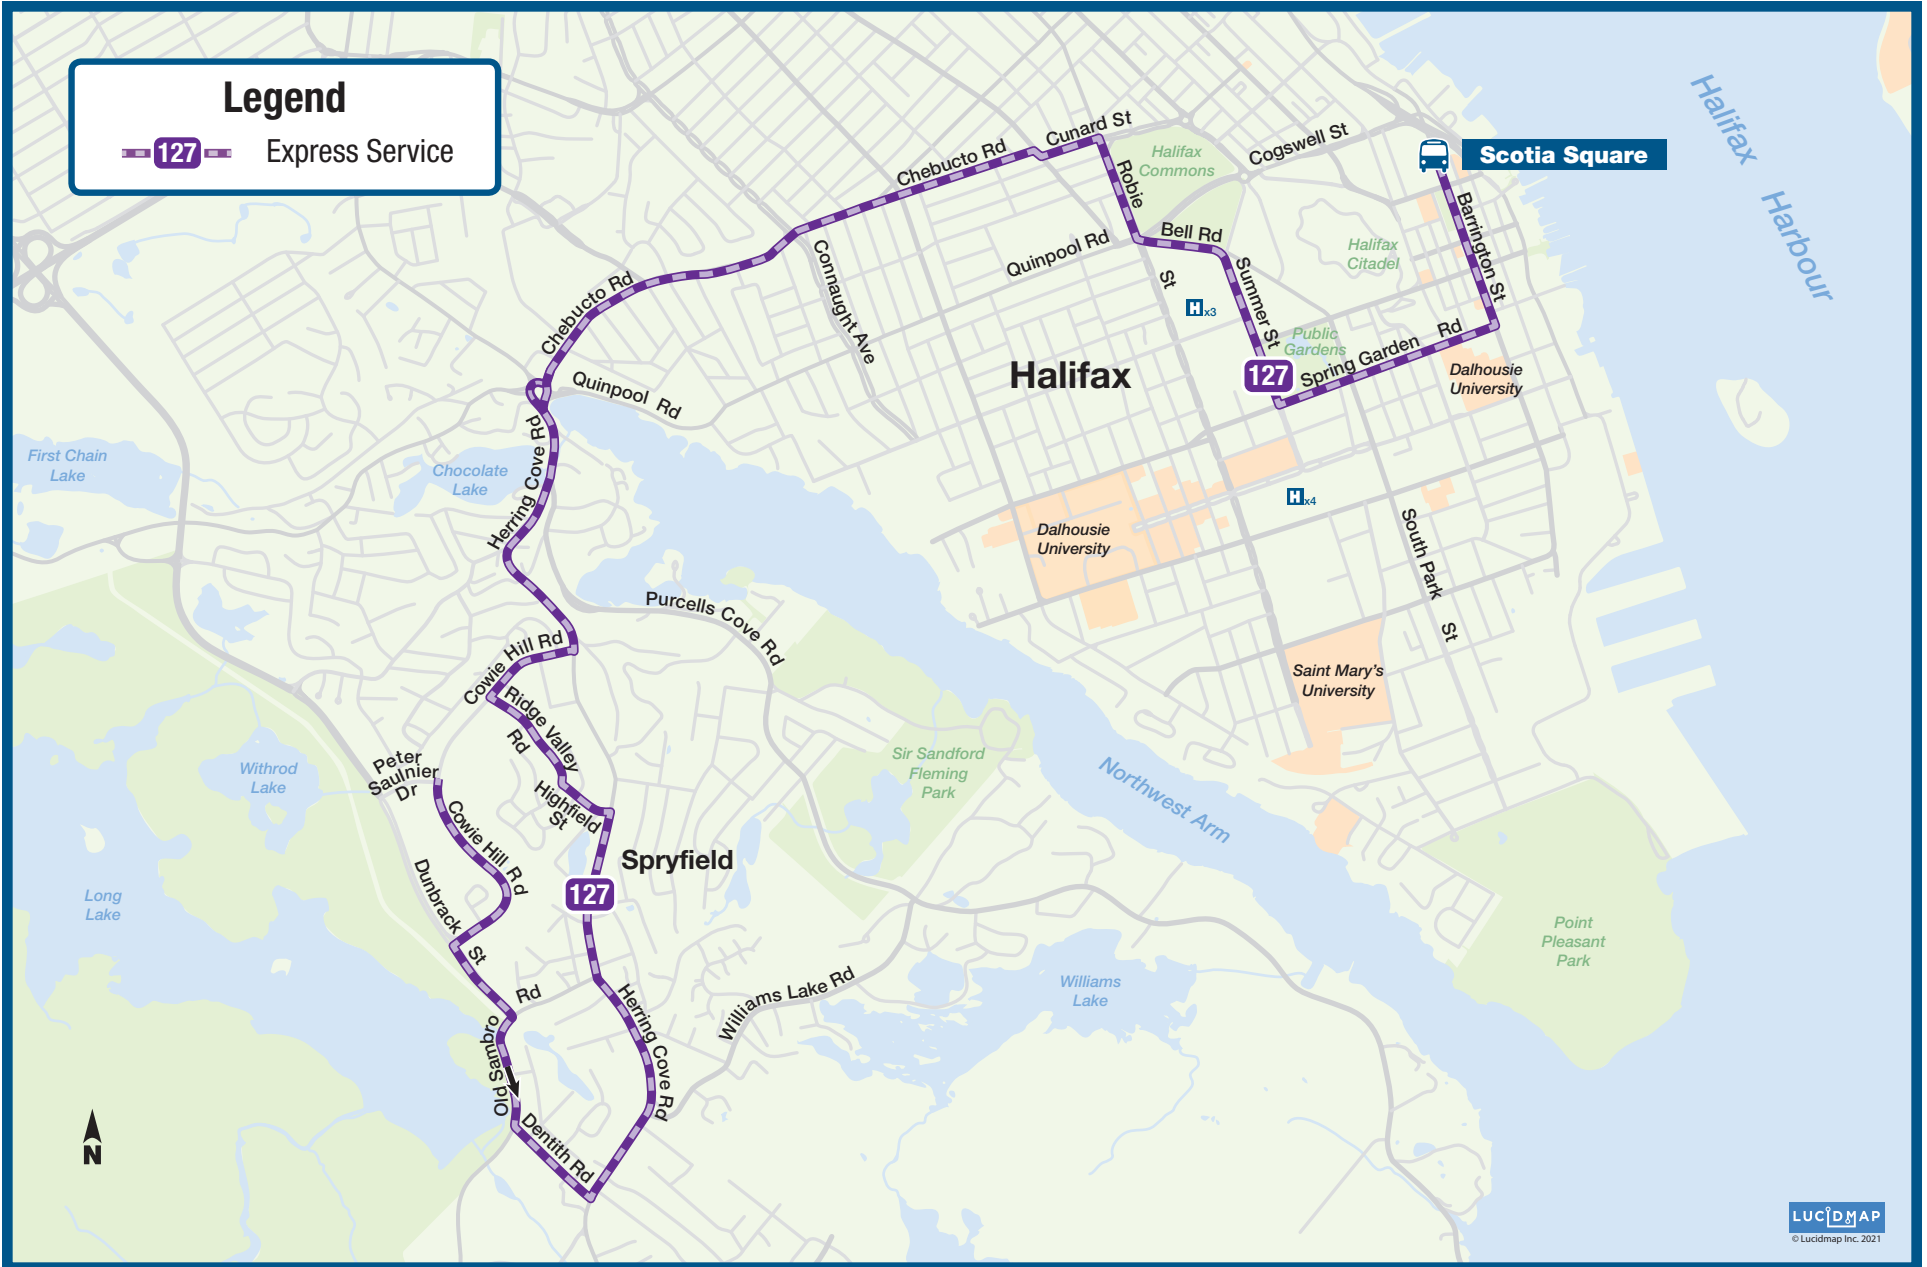 Legend
127
Express Service
Halifax
Harbour
Scotia Square
Cogswell St
Cunard St
Chebucto Rd
Halifax
Commons
Robie
St
Bell Rd
Barrington St
Halifax
Citadel
Quinpool Rd
Connaught Ave
Summer St
H x3
Public
Gardens
Spring Garden Rd
Chebucto Rd
Halifax
127
Dalhousie
University
Quinpool Rd
Herring Cove Rd
First Chain
Lake
Chocolate
Lake
H x4
Dalhousie
University
South Park St
Purcells Cove Rd
Cowie Hill Rd
Saint Mary's
University
Ridge Valley
Rd
Peter
Saulnier
Dr
Withrod
Lake
Sir Sandford
Fleming
Park
Northwest Arm
Highfield
St
Cowie Hill Rd
Spryfield
127
Dunbrack St
Long
Lake
Point
Pleasant
Park
Old Sambro Rd
Herring Cove Rd
Williams Lake Rd
Williams
Lake
Dentith Rd
N
LUCIDMAP
© Lucidmap Inc. 2021